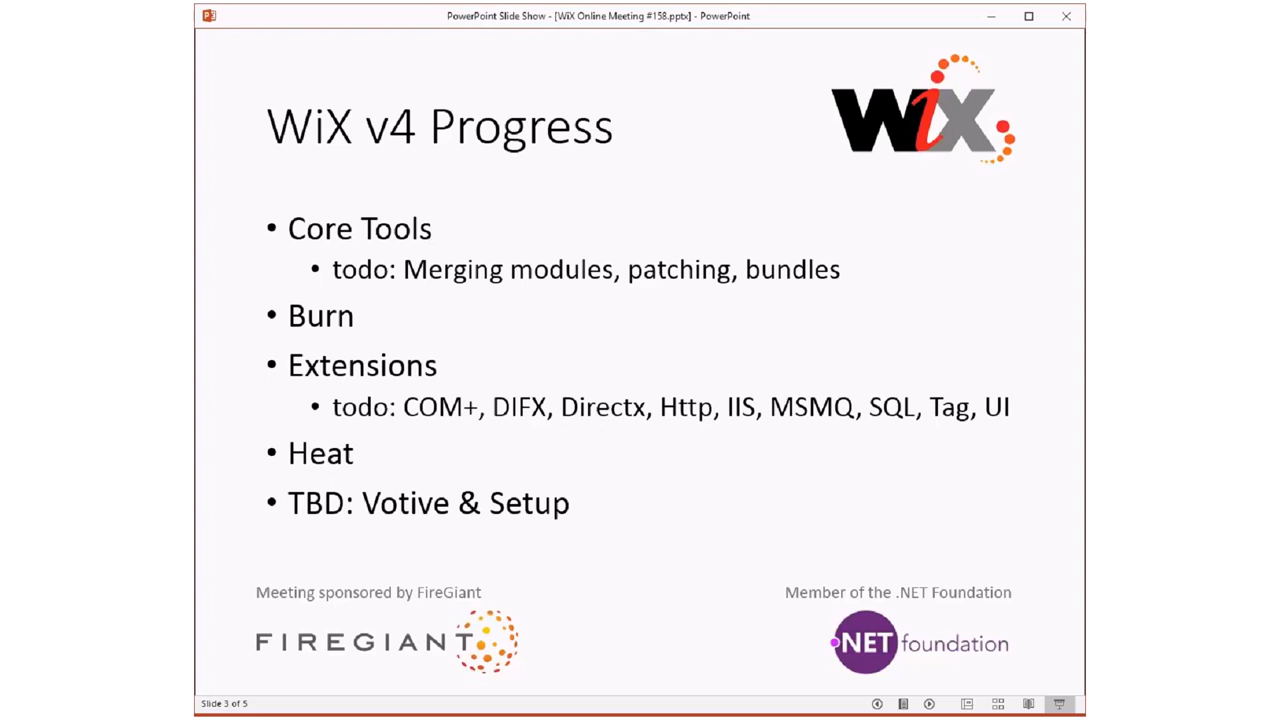 PowerPoint Slide Show - [WiX Online Meeting #158.pptx] - PowerPoint
WiX
WiX v4 Progress
• Core Tools
• todo: Merging modules, patching, bundles
• Burn
• Extensions
• todo: COM+, DIFX, Directx, Http, IIS, MSMQ, SQL, Tag, UI
• Heat
• TBD: Votive & Setup
Meeting sponsored by FireGiant
Member of the .NET Foundation
FIREGIANT
.NET foundation
Slide 3 of 5